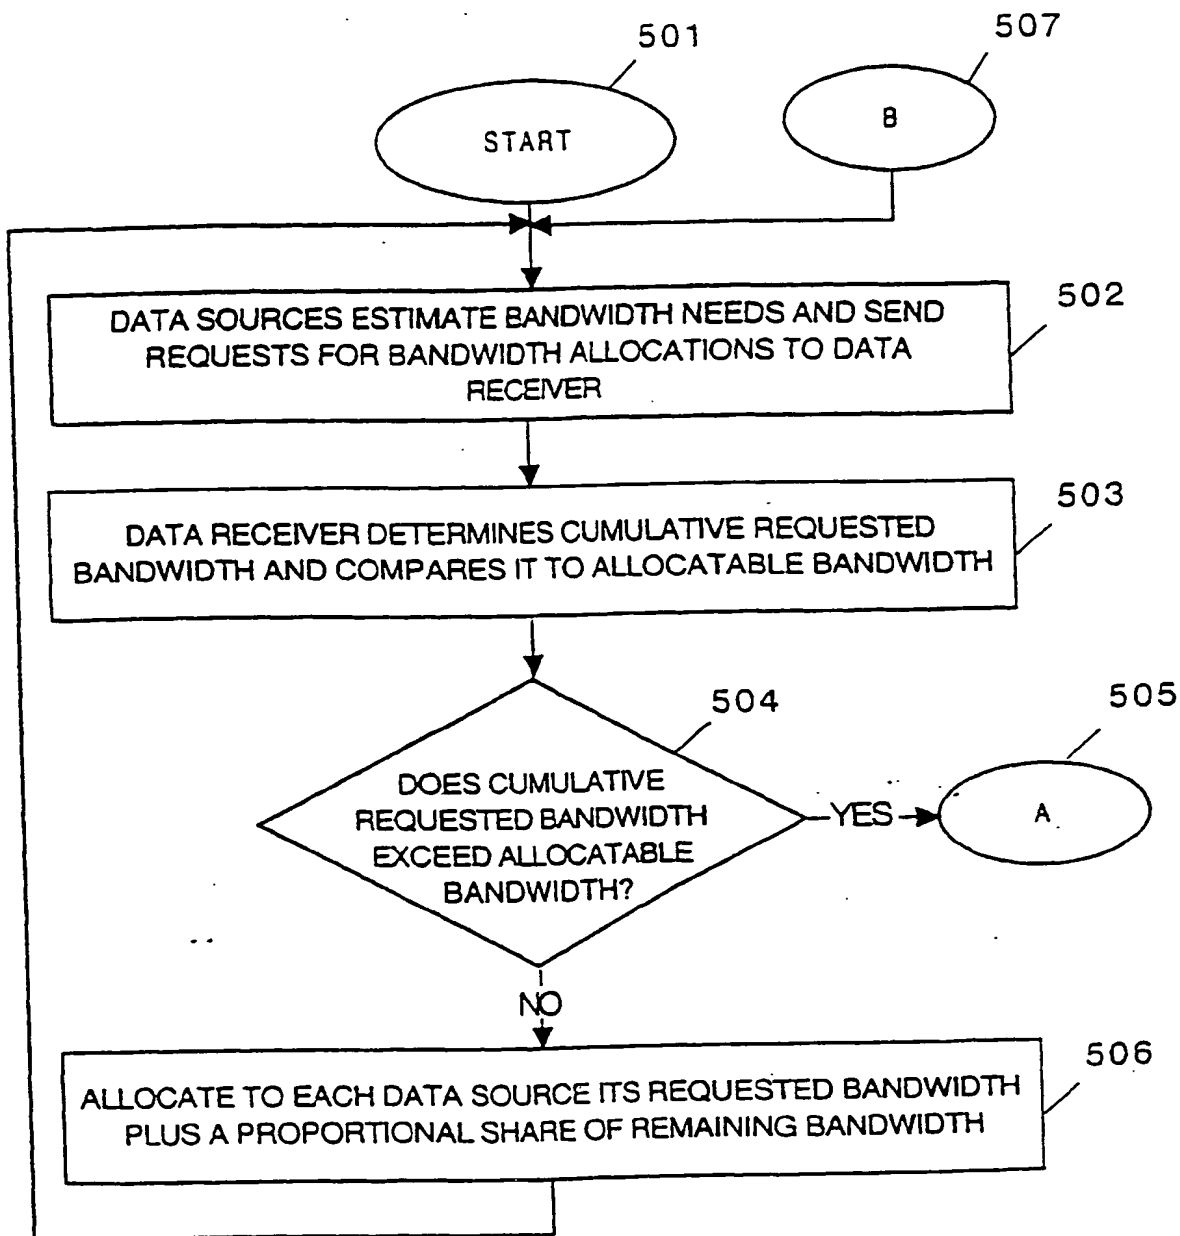 501
507
START
B
502
DATA SOURCES ESTIMATE BANDWIDTH NEEDS AND SEND
REQUESTS FOR BANDWIDTH ALLOCATIONS TO DATA
RECEIVER
503
DATA RECEIVER DETERMINES CUMULATIVE REQUESTED
BANDWIDTH AND COMPARES IT TO ALLOCATABLE BANDWIDTH
504
505
DOES CUMULATIVE
REQUESTED BANDWIDTH
EXCEED ALLOCATABLE
BANDWIDTH?
YES
A
NO
506
ALLOCATE TO EACH DATA SOURCE ITS REQUESTED BANDWIDTH
PLUS A PROPORTIONAL SHARE OF REMAINING BANDWIDTH